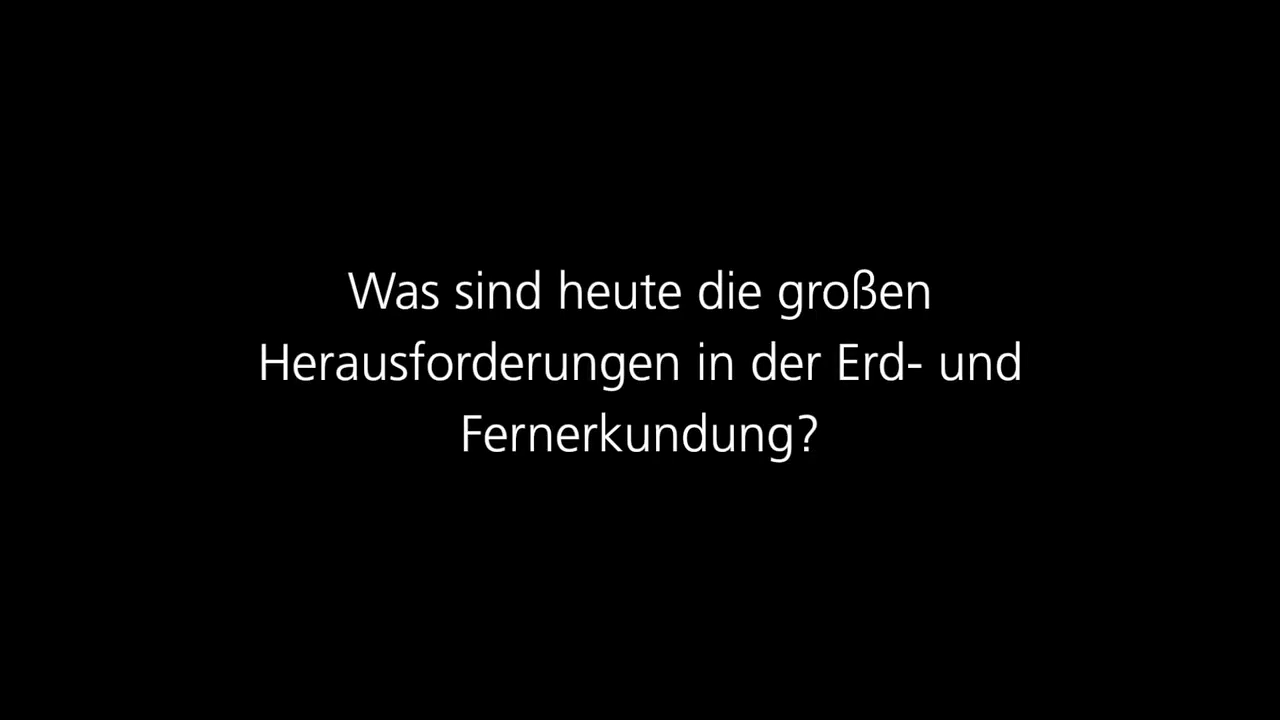 Was sind heute die großen
Herausforderungen in der Erd- und
Fernerkundung?